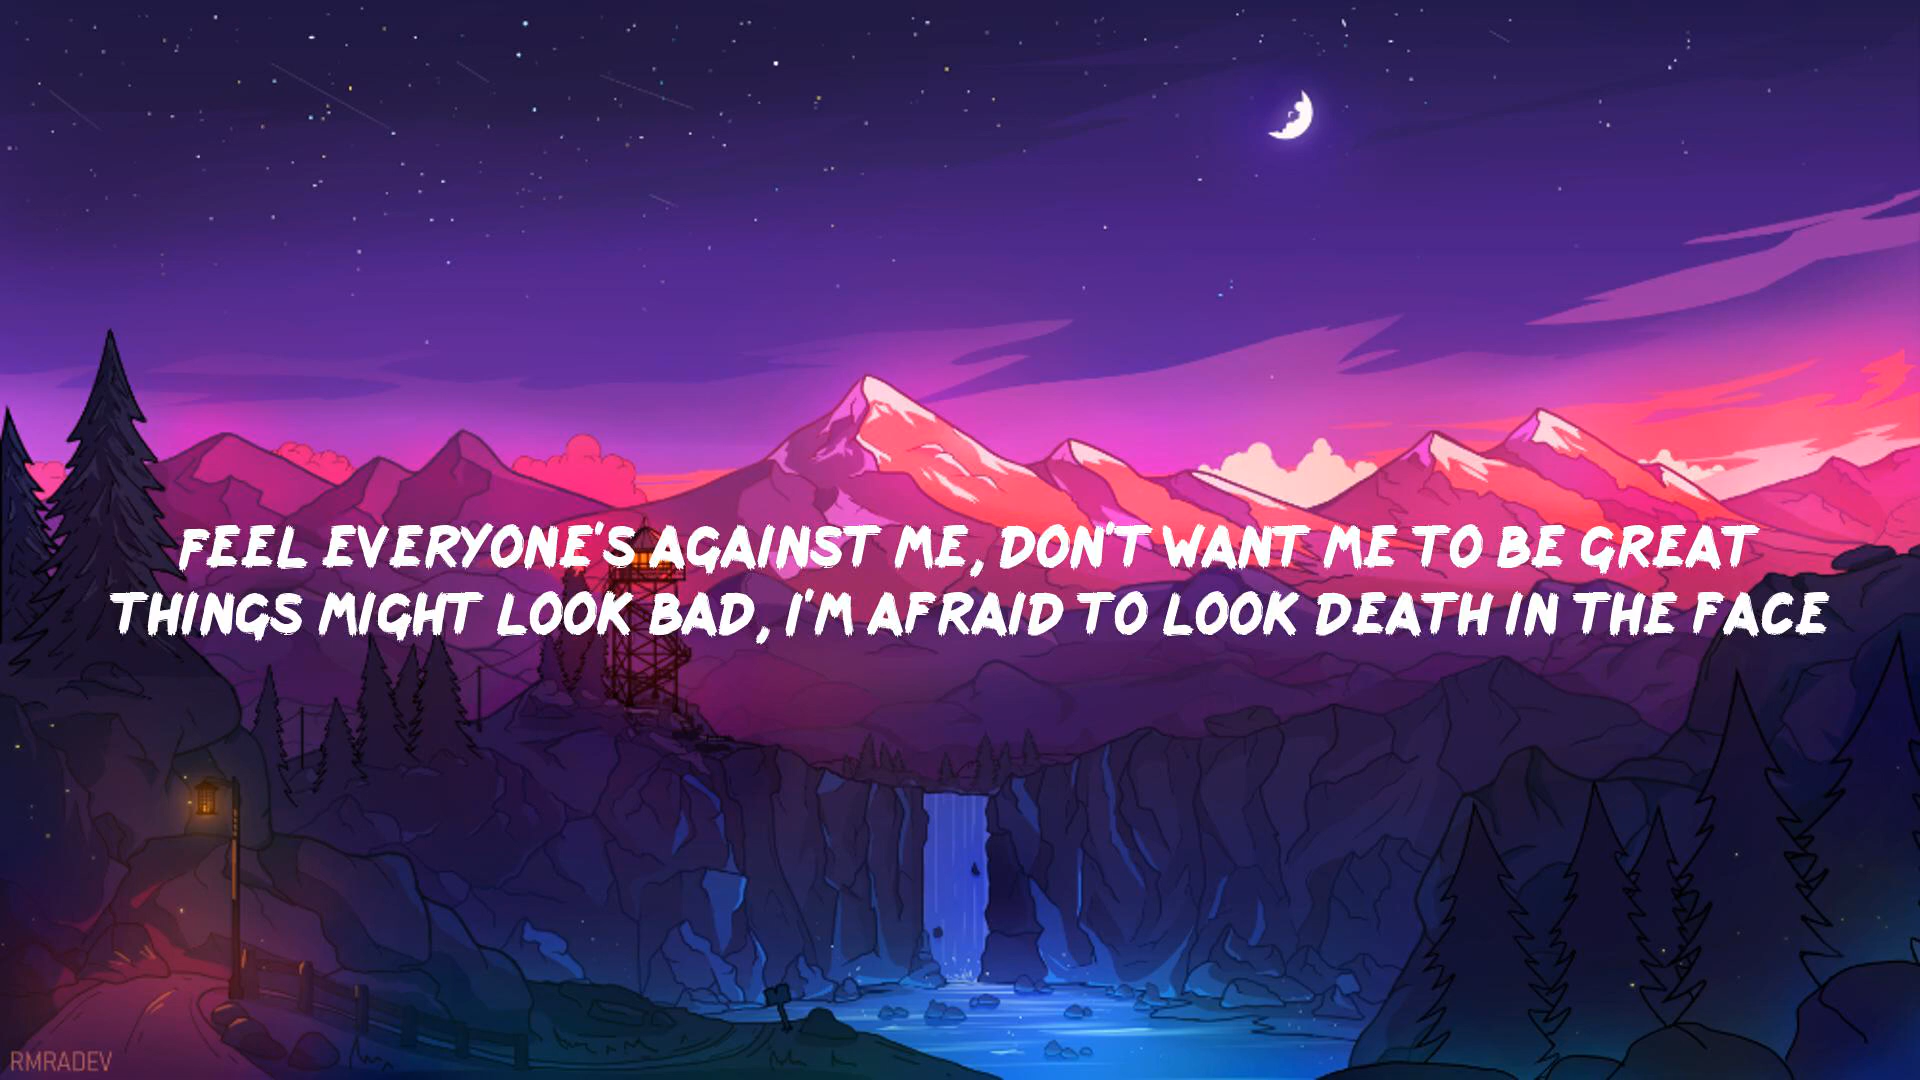 FEEL EVERYONE'S AGAINST ME, DON'T WANT ME TO BE GREAT
THINGS MIGHT LOOK BAD, I'M AFRAID TO LOOK DEATH IN THE FACE
RMRADEV